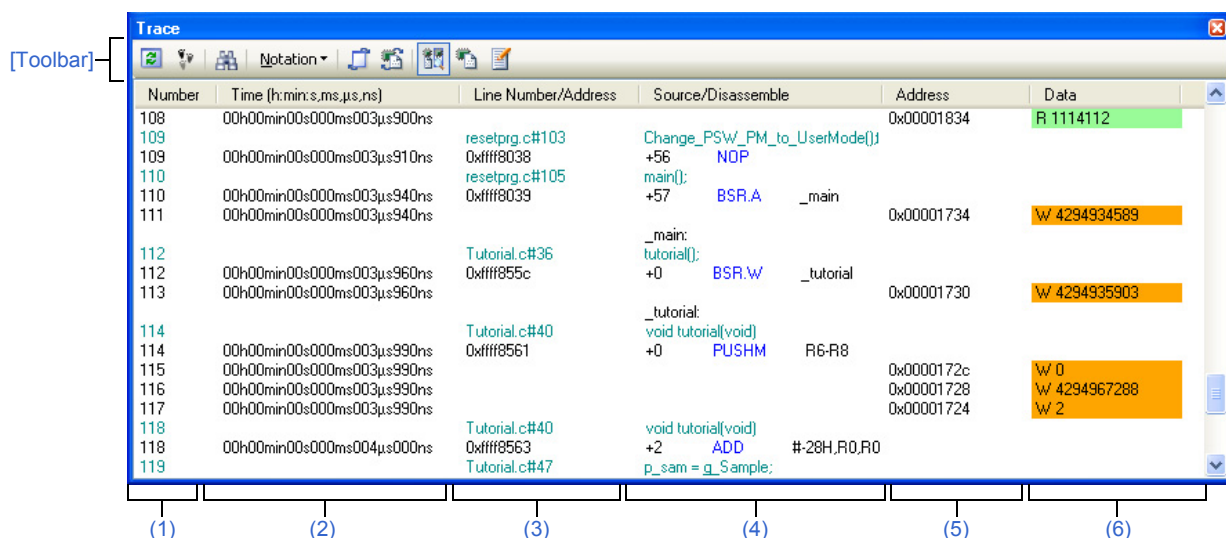 Trace
[Toolbar]
Notation
Number Time (h:min:s,ms,µs,ns) Line Number/Address Source/Disassemble Address Data
108 00h00min00s000ms003µs900ns 0x00001834 R 1114112
109 resetprg.c#103 Change_PSW_PM_to_UserMode();
109 00h00min00s000ms003µs910ns 0xffff8038 +56 NOP
110 resetprg.c#105 main();
110 00h00min00s000ms003µs940ns 0xffff8039 +57 BSR.A _main
111 00h00min00s000ms003µs940ns 0x00001734 W 4294934589
_main:
112 Tutorial.c#36 tutorial();
112 00h00min00s000ms003µs960ns 0xffff855c +0 BSR.W _tutorial
113 00h00min00s000ms003µs960ns 0x00001730 W 4294935903
_tutorial:
114 Tutorial.c#40 void tutorial(void)
114 00h00min00s000ms003µs990ns 0xffff8561 +0 PUSHM R6-R8
115 00h00min00s000ms003µs990ns 0x0000172c W 0
116 00h00min00s000ms003µs990ns 0x00001728 W 4294967288
117 00h00min00s000ms003µs990ns 0x00001724 W 2
118 Tutorial.c#40 void tutorial(void)
118 00h00min00s000ms004µs000ns 0xffff8563 +2 ADD #-28H,R0,R0
119 Tutorial.c#47 p_sam = g_Sample;
(1) (2) (3) (4) (5) (6)